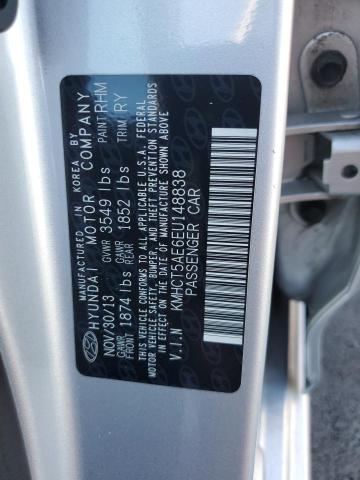 MANUFACTURED IN KOREA BY
HYUNDAI MOTOR COMPANY
NOV/30/13 GVWR 3549 lbs PAINT RHM
GAWR FRONT 1874 lbs GAWR REAR 1852 lbs TRIM RY
THIS VEHICLE CONFORMS TO ALL APPLICABLE U.S.A. FEDERAL
MOTOR VEHICLE SAFETY, BUMPER, AND THEFT PREVENTION STANDARDS
IN EFFECT ON THE DATE OF MANUFACTURE SHOWN ABOVE
V.I.N KMHCT5AE6EU148838
PASSENGER CAR